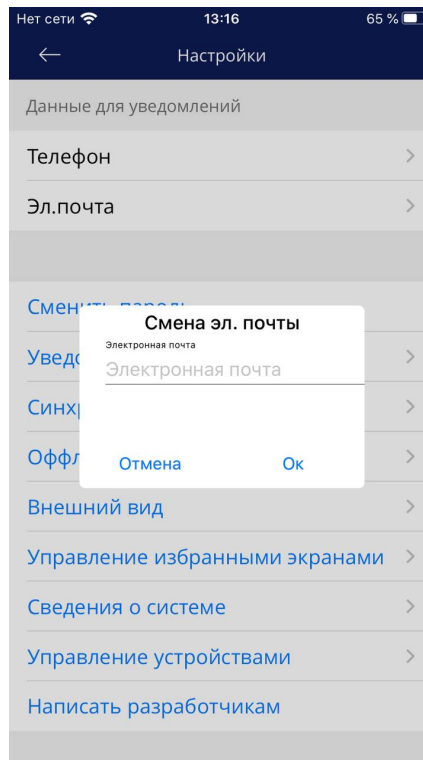 Нет сети 13:16 65 %
Настройки
Данные для уведомлений
Телефон
Эл.почта
Смена эл. почты
Электронная почта
Электронная почта
Отмена Ок
Внешний вид
Управление избранными экранами
Сведения о системе
Управление устройствами
Написать разработчикам